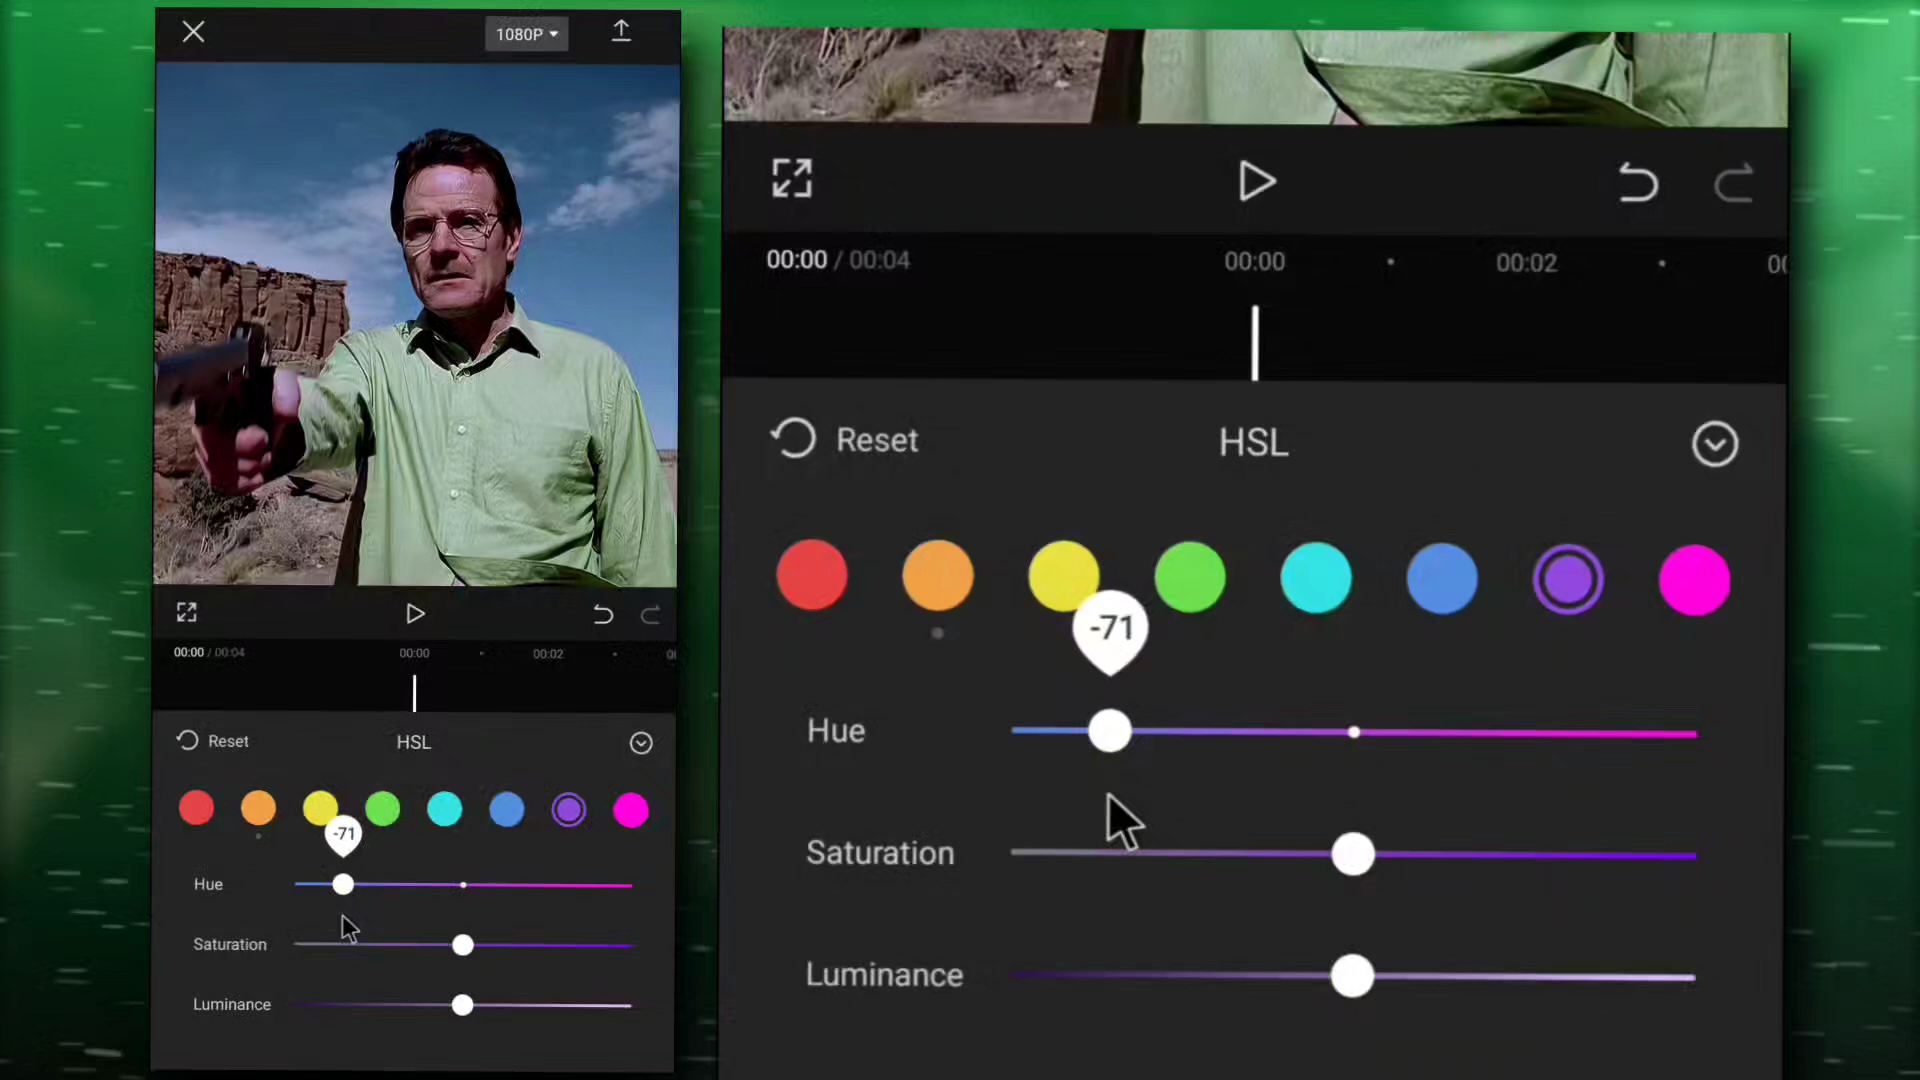 1080P
00:00 / 00:04
00:00
00:02
Reset
HSL
-71
Hue
Saturation
Luminance
00:00 / 00:04
00:00
00:02
Reset
HSL
-71
Hue
Saturation
Luminance